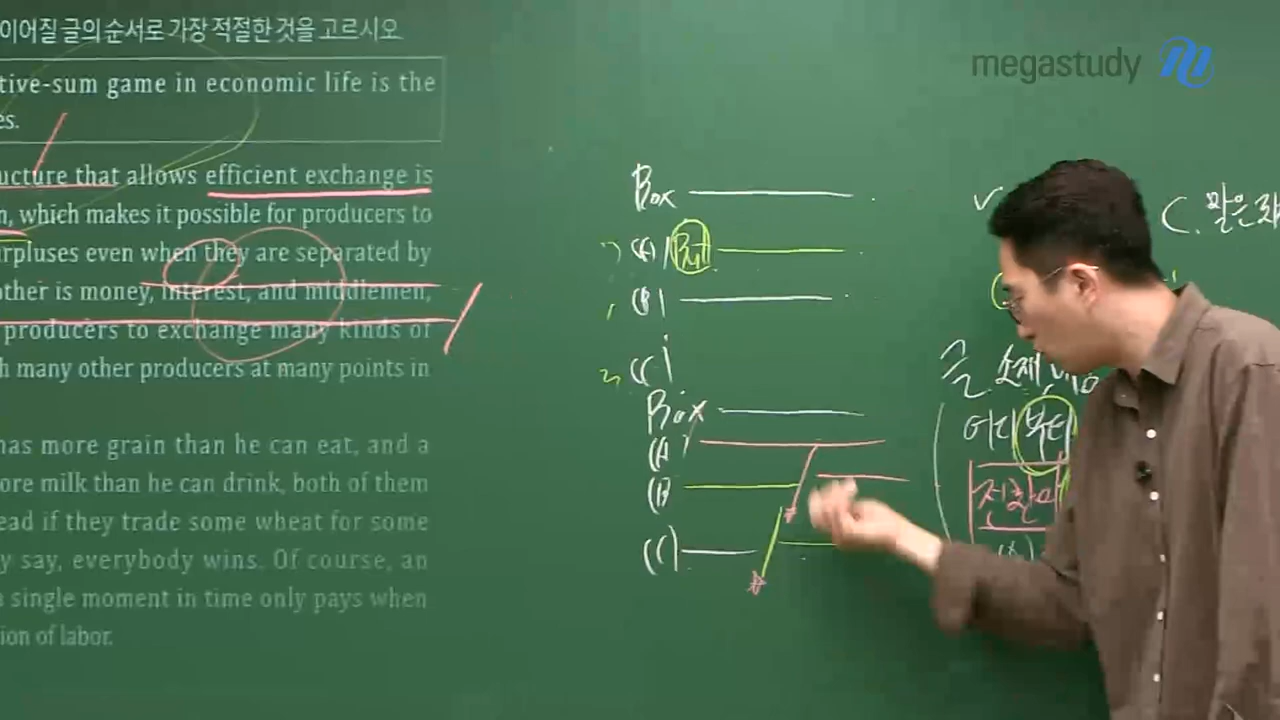 이어질 글의 순서로 가장 적절한 것을 고르시오.
tive-sum game in economic life is the
es.
ucture that allows efficient exchange is
n, which makes it possible for producers to
rpluses even when they are separated by
other is money, interest, and middlemen,
producers to exchange many kinds of
h many other producers at many points in
has more grain than he can eat, and a
ore milk than he can drink, both of them
ead if they trade some wheat for some
y say, everybody wins. Of course, an
a single moment in time only pays when
ion of labor.
megastudy
Box
(A) But
(B)
(C)
Box
(A)
(B)
(C)
C. 말은
글 소재
어디 부터
(A)